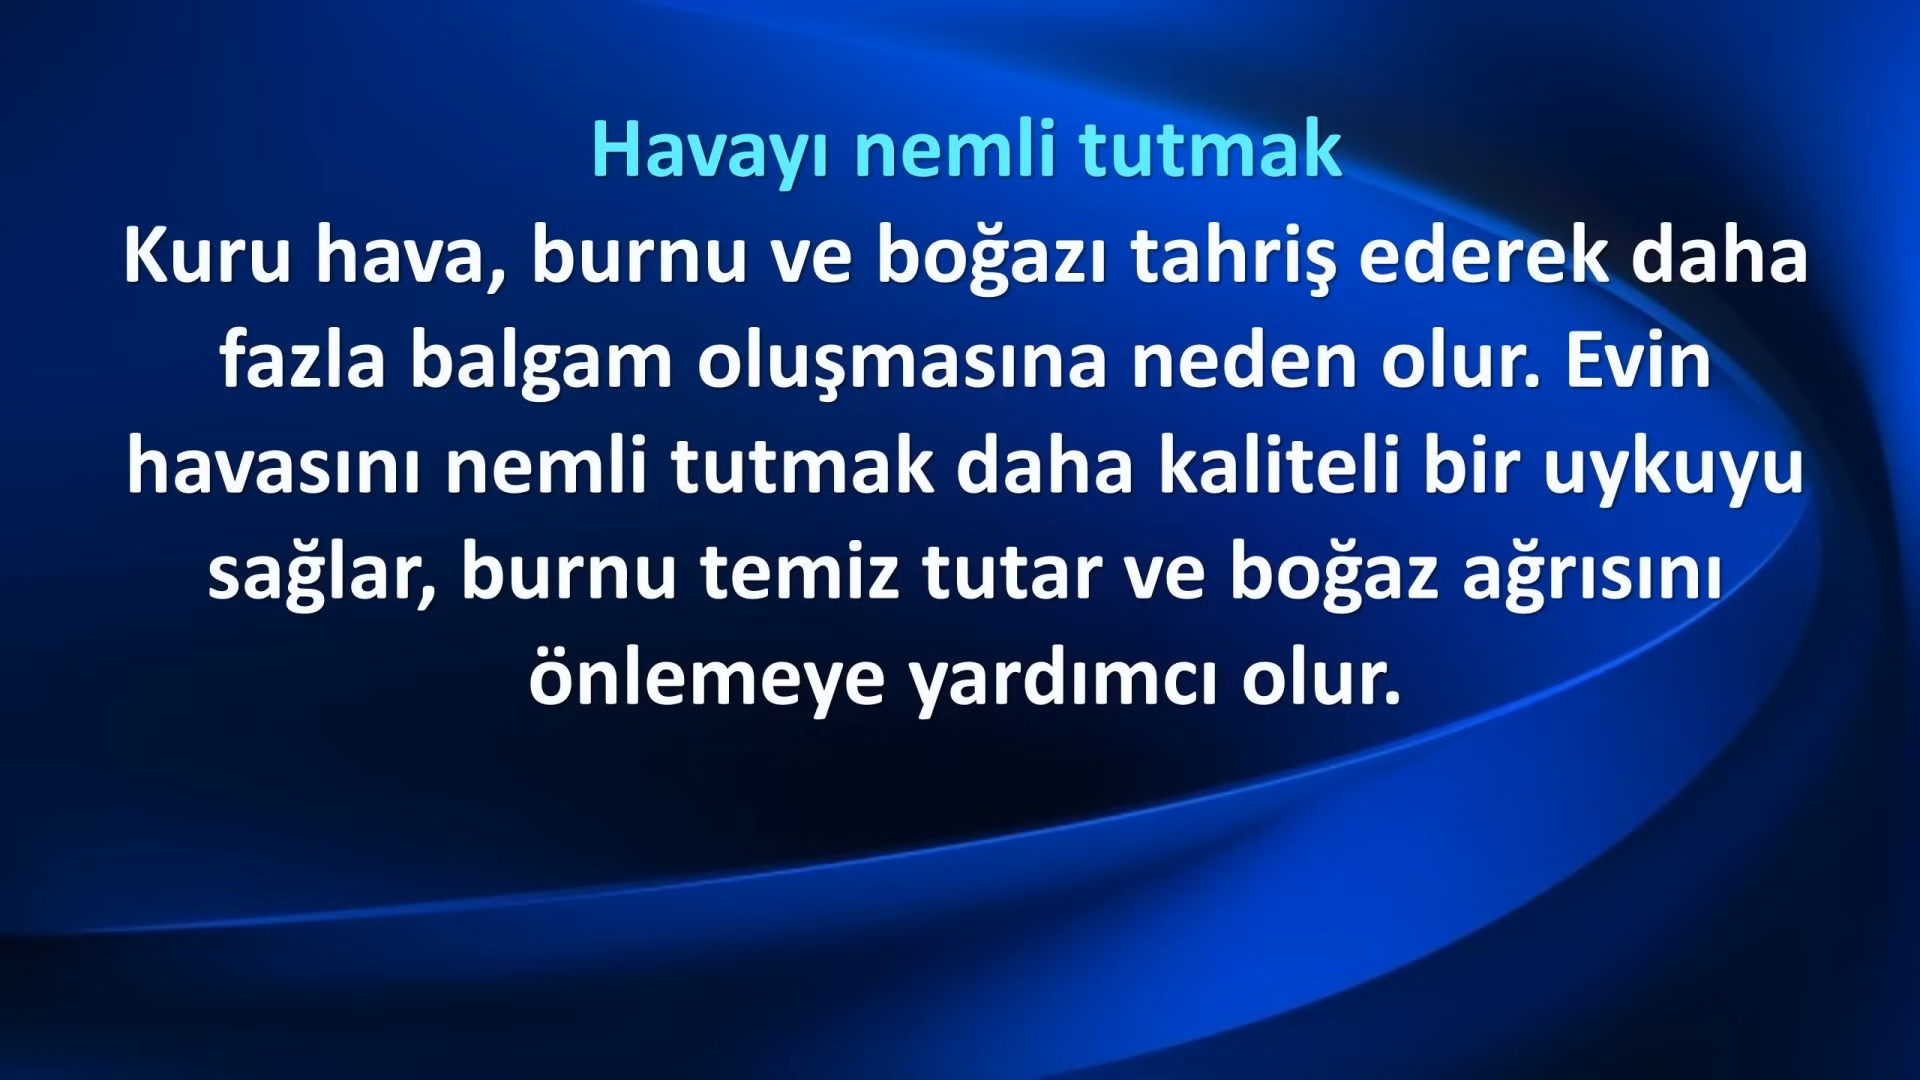 Havayı nemli tutmak
Kuru hava, burnu ve boğazı tahriş ederek daha
fazla balgam oluşmasına neden olur. Evin
havasını nemli tutmak daha kaliteli bir uykuyu
sağlar, burnu temiz tutar ve boğaz ağrısını
önlemeye yardımcı olur.